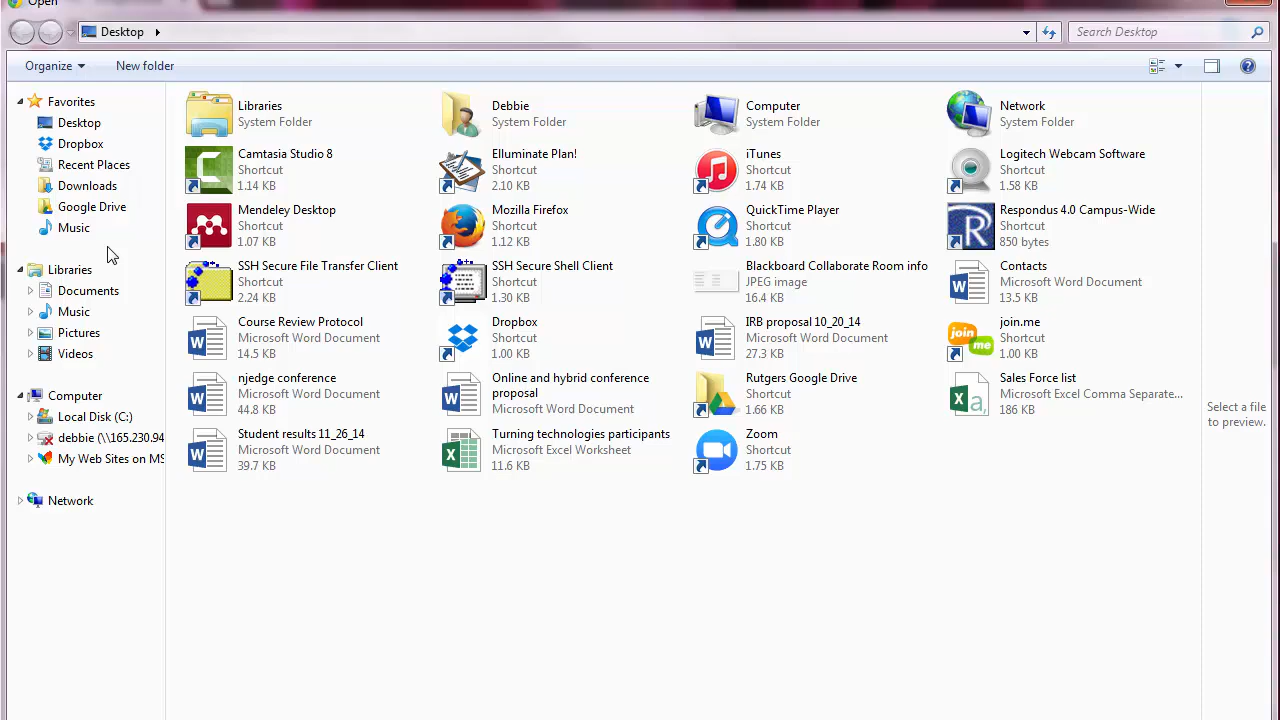 Open
Desktop
Search Desktop
Organize
New folder
Favorites
Desktop
Dropbox
Recent Places
Downloads
Google Drive
Music
Libraries
Documents
Music
Pictures
Videos
Computer
Local Disk (C:)
debbie (\\165.230.94
My Web Sites on MS
Network
Libraries
System Folder
Debbie
System Folder
Computer
System Folder
Network
System Folder
Camtasia Studio 8
Shortcut
1.14 KB
Elluminate Plan!
Shortcut
2.10 KB
iTunes
Shortcut
1.74 KB
Logitech Webcam Software
Shortcut
1.58 KB
Mendeley Desktop
Shortcut
1.07 KB
Mozilla Firefox
Shortcut
1.12 KB
QuickTime Player
Shortcut
1.80 KB
Respondus 4.0 Campus-Wide
Shortcut
850 bytes
SSH Secure File Transfer Client
Shortcut
2.24 KB
SSH Secure Shell Client
Shortcut
1.30 KB
Blackboard Collaborate Room info
JPEG image
16.4 KB
Contacts
Microsoft Word Document
13.5 KB
Course Review Protocol
Microsoft Word Document
14.5 KB
Dropbox
Shortcut
1.00 KB
IRB proposal 10_20_14
Microsoft Word Document
27.3 KB
join.me
Shortcut
1.00 KB
njedge conference
Microsoft Word Document
44.8 KB
Online and hybrid conference
proposal
Microsoft Word Document
Rutgers Google Drive
Shortcut
1.66 KB
Sales Force list
Microsoft Excel Comma Separate...
186 KB
Student results 11_26_14
Microsoft Word Document
39.7 KB
Turning technologies participants
Microsoft Excel Worksheet
11.6 KB
Zoom
Shortcut
1.75 KB
Select a file
to preview.